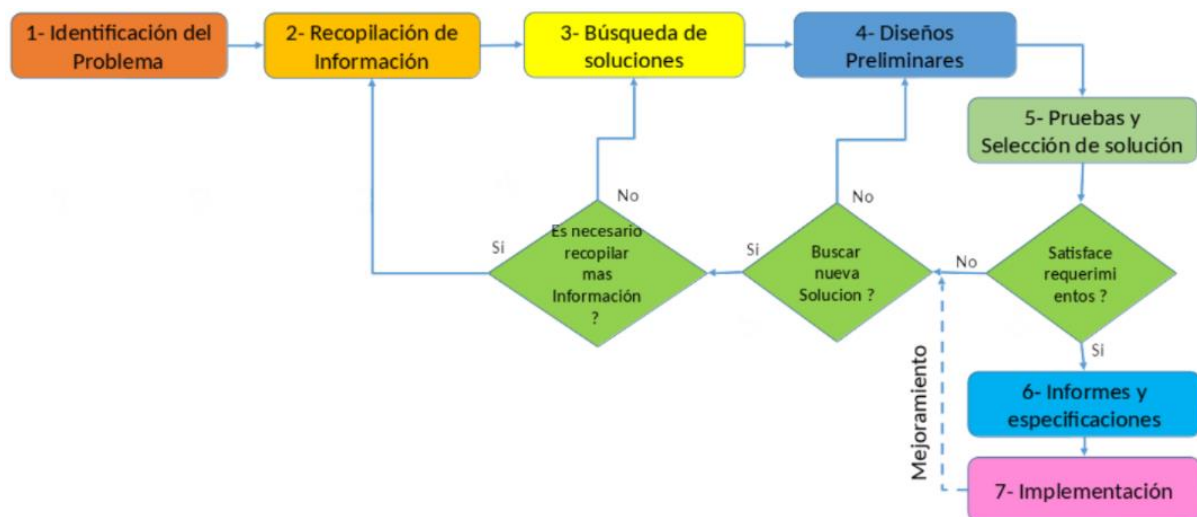 1- Identificación del
Problema
2- Recopilación de
Información
3- Búsqueda de
soluciones
4- Diseños
Preliminares
5- Pruebas y
Selección de solución
No
No
Si
Es necesario
recopilar
mas
Información
?
Si
Buscar
nueva
Solucion ?
No
Satisface
requerimi
entos ?
Si
Mejoramiento
6- Informes y
especificaciones
7- Implementación